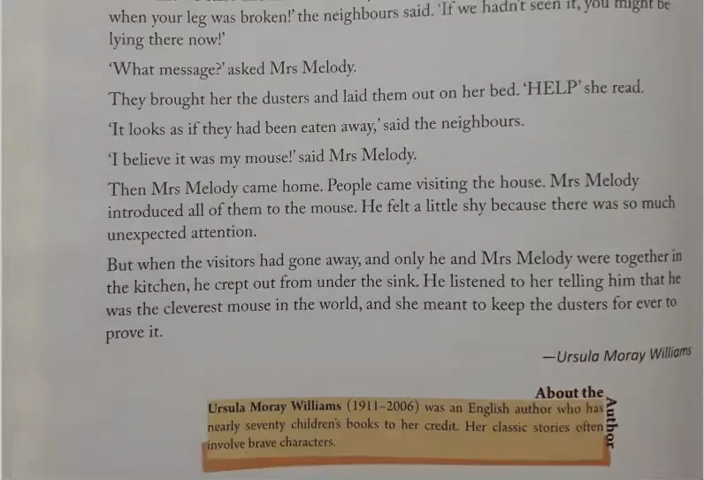 when your leg was broken!' the neighbours said. 'If we hadn't seen it, you might be
lying there now!'
'What message?' asked Mrs Melody.
They brought her the dusters and laid them out on her bed. 'HELP' she read.
'It looks as if they had been eaten away,' said the neighbours.
'I believe it was my mouse!' said Mrs Melody.
Then Mrs Melody came home. People came visiting the house. Mrs Melody
introduced all of them to the mouse. He felt a little shy because there was so much
unexpected attention.
But when the visitors had gone away, and only he and Mrs Melody were together in
the kitchen, he crept out from under the sink. He listened to her telling him that he
was the cleverest mouse in the world, and she meant to keep the dusters for ever to
prove it.
—Ursula Moray Williams
About the
Author
Ursula Moray Williams (1911–2006) was an English author who has
nearly seventy children's books to her credit. Her classic stories often
involve brave characters.